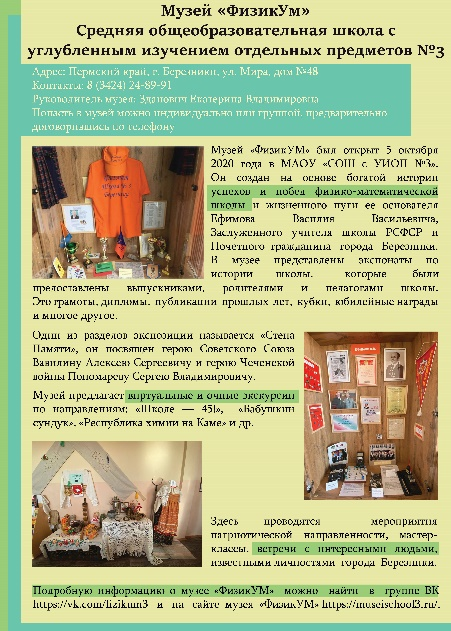 Музей «ФизикУм»
Средняя общеобразовательная школа с
углубленным изучением отдельных предметов №3
Адрес: Пермский край, г. Березники, ул. Мира, дом №48
Контакты: 8 (3424) 24-89-91
Руководитель музея: Зданович Екатерина Владимировна
Попасть в музей можно индивидуально или группой, предварительно
договорившись по телефону
Музей «ФизикУМ» был открыт 5 октября
2020 года в МАОУ «СОШ с УИОП №3».
Он создан на основе богатой истории
успехов и побед физико-математической
школы и жизненного пути ее основателя
Ефимова Василия Васильевича,
Заслуженного учителя школы РСФСР и
Почетного гражданина города Березники.
В музее представлены экспонаты по
истории школы, которые были
предоставлены выпускниками, родителями и педагогами школы.
Это грамоты, дипломы, публикации прошлых лет, кубки, юбилейные награды
и многое другое.
Один из разделов экспозиции называется «Стена
Памяти», он посвящен герою Советского Союза
Вавилину Алексею Сергеевичу и герою Чеченской
войны Пономареву Сергею Владимировичу.
Музей предлагает виртуальные и очные экскурсии
по направлениям: «Школе — 45!», «Бабушкин
сундук», «Республика химии на Каме» и др.
Здесь проводятся мероприятия
патриотической направленности, мастер-
классы, встречи с интересными людьми,
известными личностями города Березники.
Подробную информацию о музее «ФизикУМ» можно найти в группе ВК
https://vk.com/fizikum3 и на сайте музея «ФизикУМ» https://museischool3.ru/.